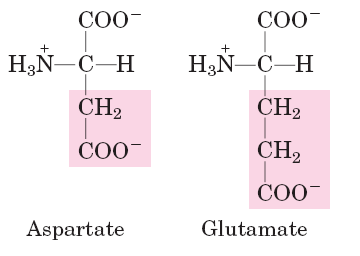 COO⁻ COO⁻
H₃N⁺—C—H H₃N⁺—C—H
CH₂ CH₂
COO⁻ CH₂
COO⁻
Aspartate Glutamate